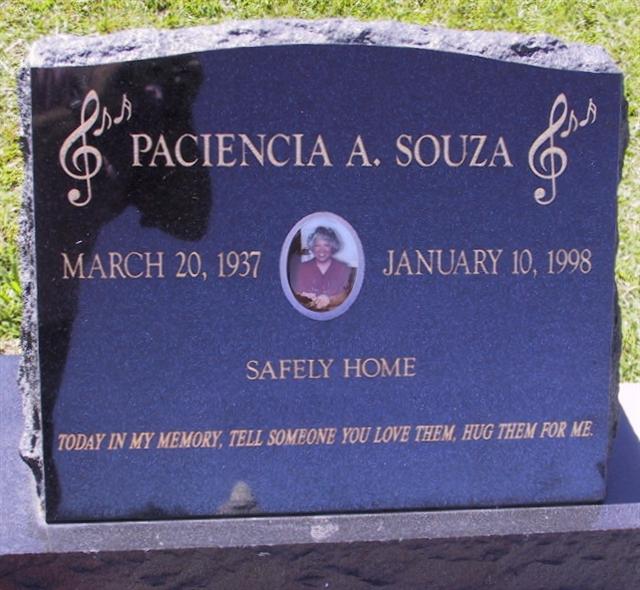 PACIENCIA A. SOUZA
MARCH 20, 1937 JANUARY 10, 1998
SAFELY HOME
TODAY IN MY MEMORY, TELL SOMEONE YOU LOVE THEM, HUG THEM FOR ME.